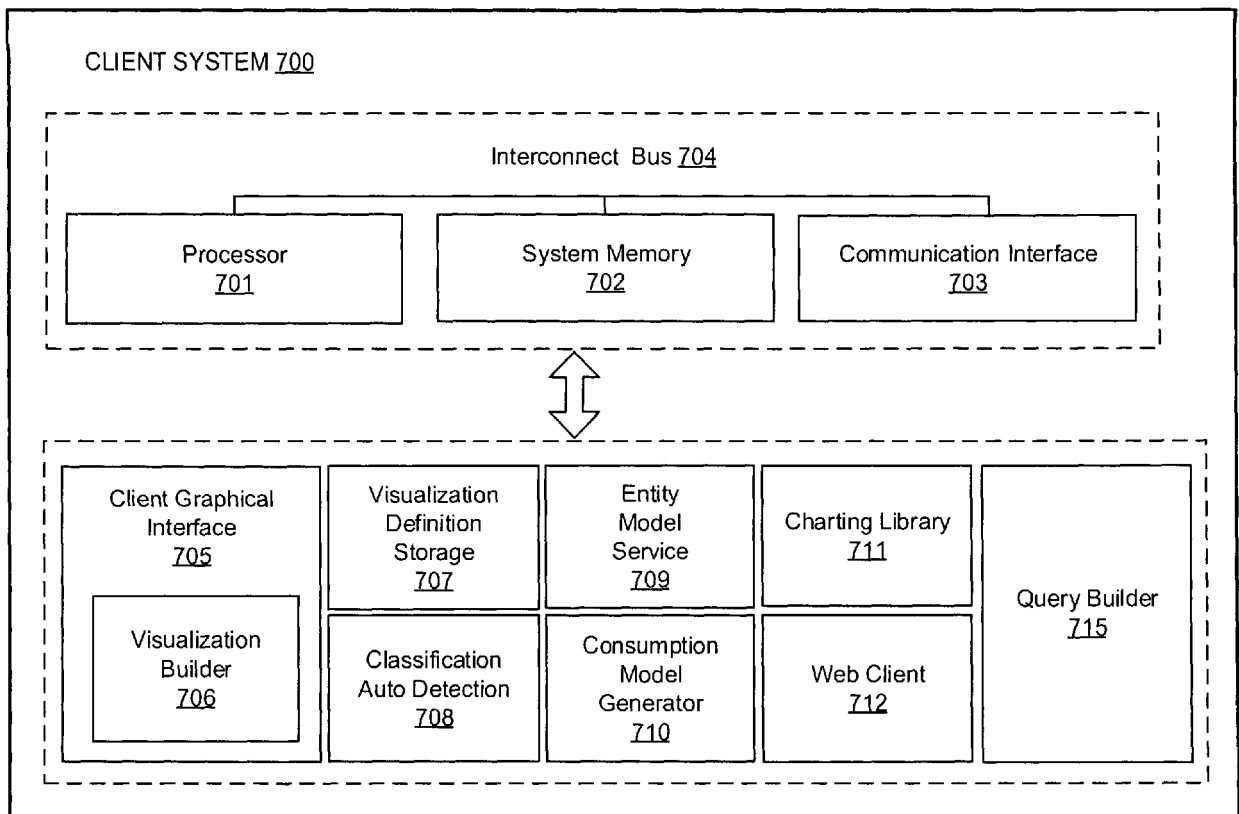 CLIENT SYSTEM 700
Interconnect Bus 704
Processor
701
System Memory
702
Communication Interface
703
Client Graphical
Interface
705
Visualization
Builder
706
Visualization
Definition
Storage
707
Classification
Auto Detection
708
Entity
Model
Service
709
Consumption
Model
Generator
710
Charting Library
711
Web Client
712
Query Builder
715